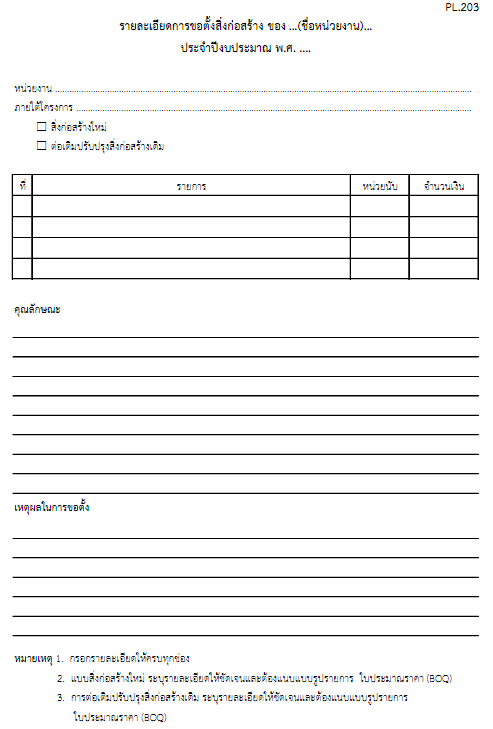 PL.203
รายละเอียดการขอตั้งสิ่งก่อสร้าง ของ ...(ชื่อหน่วยงาน)...
ประจำปีงบประมาณ พ.ศ. ....
หน่วยงาน ................................................................................
ภายใต้โครงการ ................................................................................
☐ สิ่งก่อสร้างใหม่
☐ ต่อเติมปรับปรุงสิ่งก่อสร้างเดิม
ที่ รายการ หน่วยนับ จำนวนเงิน
คุณลักษณะ
เหตุผลในการขอตั้ง
หมายเหตุ 1. กรอกรายละเอียดให้ครบทุกช่อง
2. แบบสิ่งก่อสร้างใหม่ ระบุรายละเอียดให้ชัดเจนและต้องแนบแบบรูปรายการ ใบประมาณราคา (BOQ)
3. การต่อเติมปรับปรุงสิ่งก่อสร้างเดิม ระบุรายละเอียดให้ชัดเจนและต้องแนบแบบรูปรายการ
ใบประมาณราคา (BOQ)